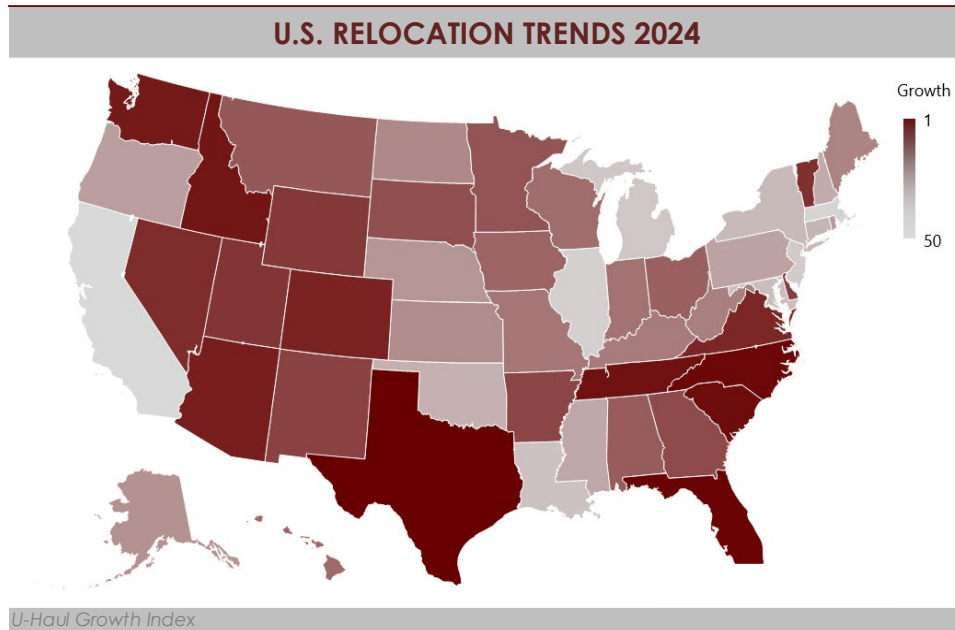 U.S. RELOCATION TRENDS 2024
Growth
1
50
U-Haul Growth Index